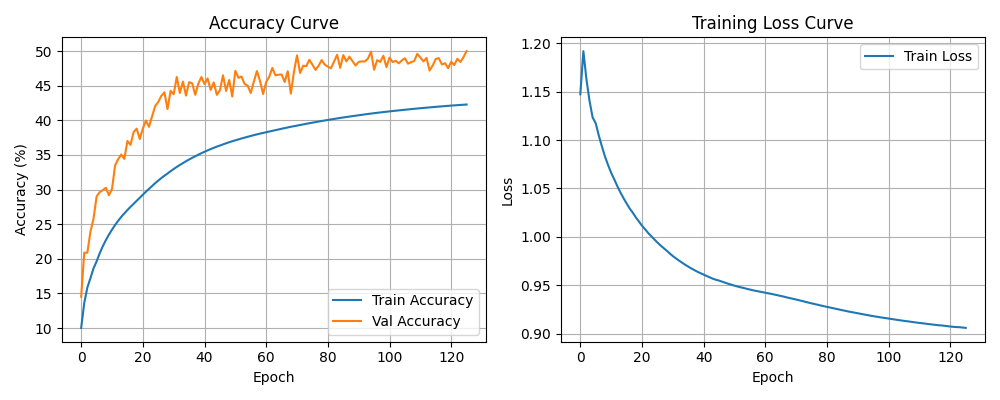 Accuracy Curve
Accuracy (%)
50
45
40
35
30
25
20
15
10
0 20 40 60 80 100 120
Epoch
Train Accuracy
Val Accuracy
Training Loss Curve
Loss
1.20
1.15
1.10
1.05
1.00
0.95
0.90
0 20 40 60 80 100 120
Epoch
Train Loss